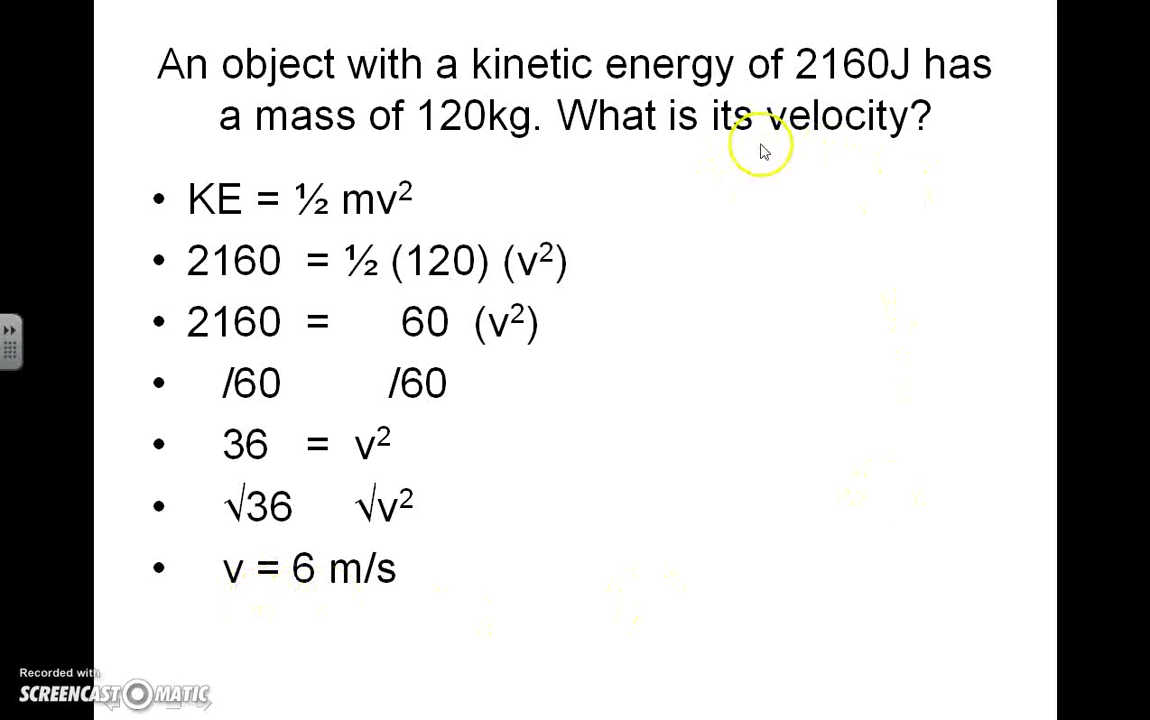 An object with a kinetic energy of 2160J has
a mass of 120kg. What is its velocity?
• KE = ½ mv²
• 2160 = ½ (120) (v²)
• 2160 = 60 (v²)
• /60 /60
• 36 = v²
• √36 √v²
• v = 6 m/s
Recorded with
SCREENCAST-O-MATIC